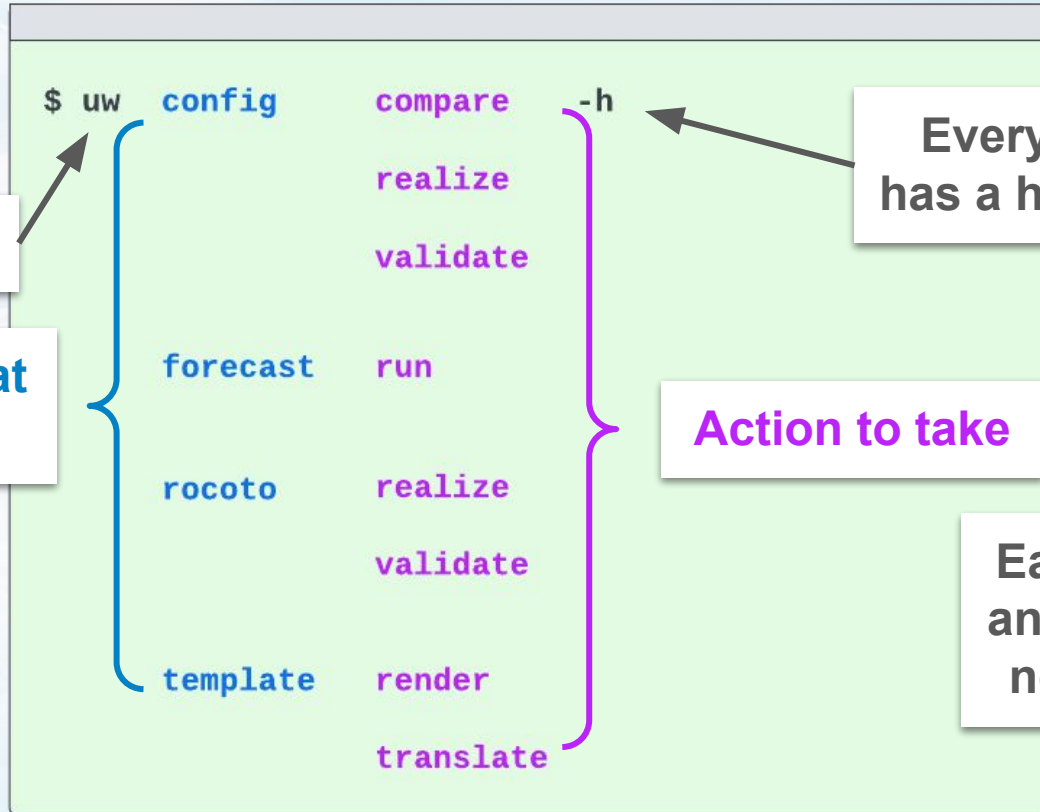 $ uw config compare -h
realize
validate
forecast run
rocoto realize
validate
template render
translate
Every
has a h
at
Action to take
Ea
an
n